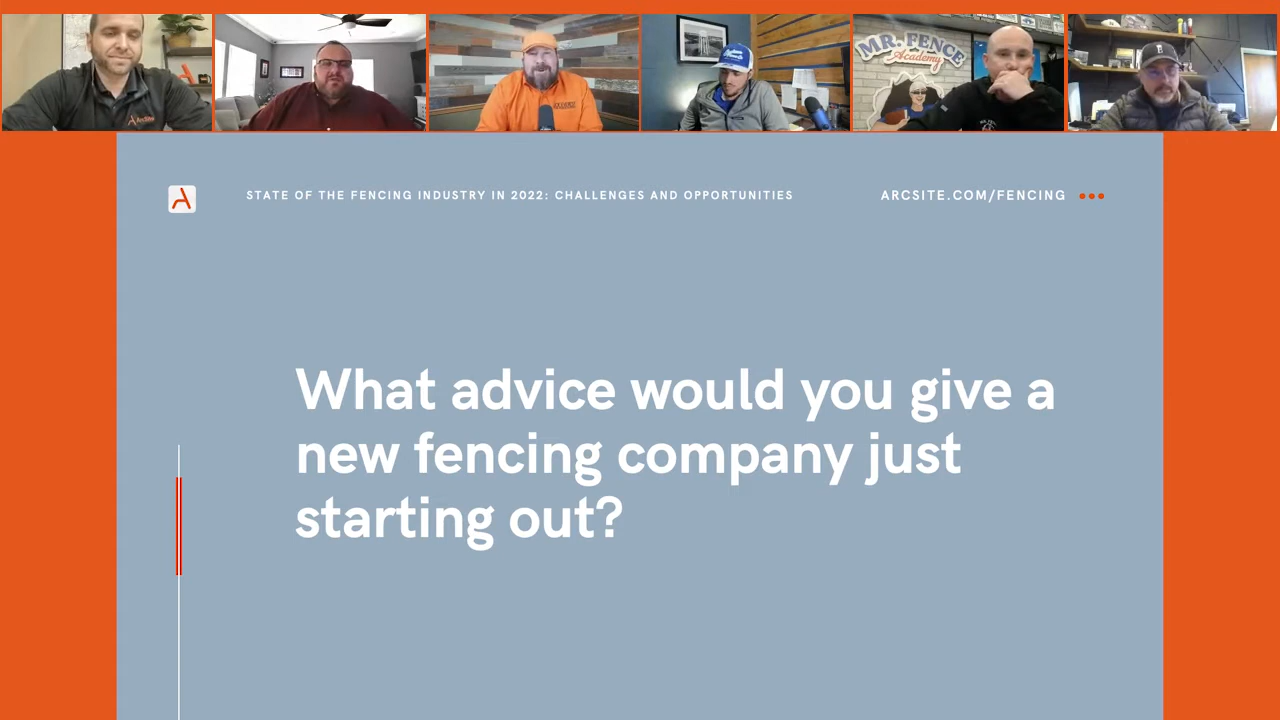 ArcSite
MR. FENCE
Academy
STATE OF THE FENCING INDUSTRY IN 2022: CHALLENGES AND OPPORTUNITIES
ARCSITE.COM/FENCING
What advice would you give a
new fencing company just
starting out?